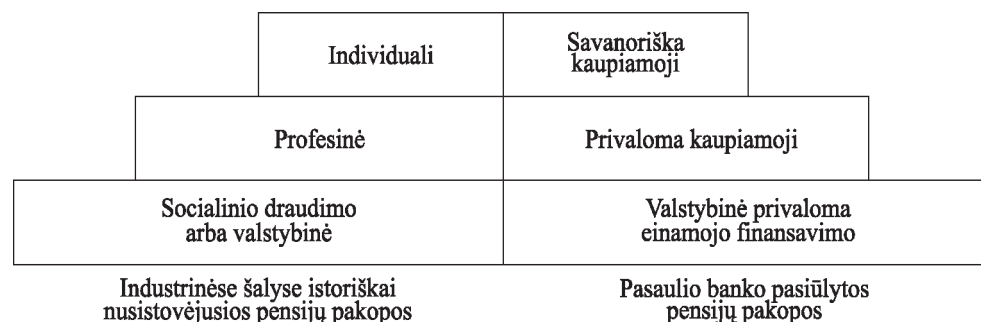 Individuali
Savanoriška
kaupiamoji
Profesinė
Privaloma kaupiamoji
Socialinio draudimo
arba valstybinė
Valstybinė privaloma
einamojo finansavimo
Industrinėse šalyse istoriškai
nusistovėjusios pensijų pakopos
Pasaulio banko pasiūlytos
pensijų pakopos